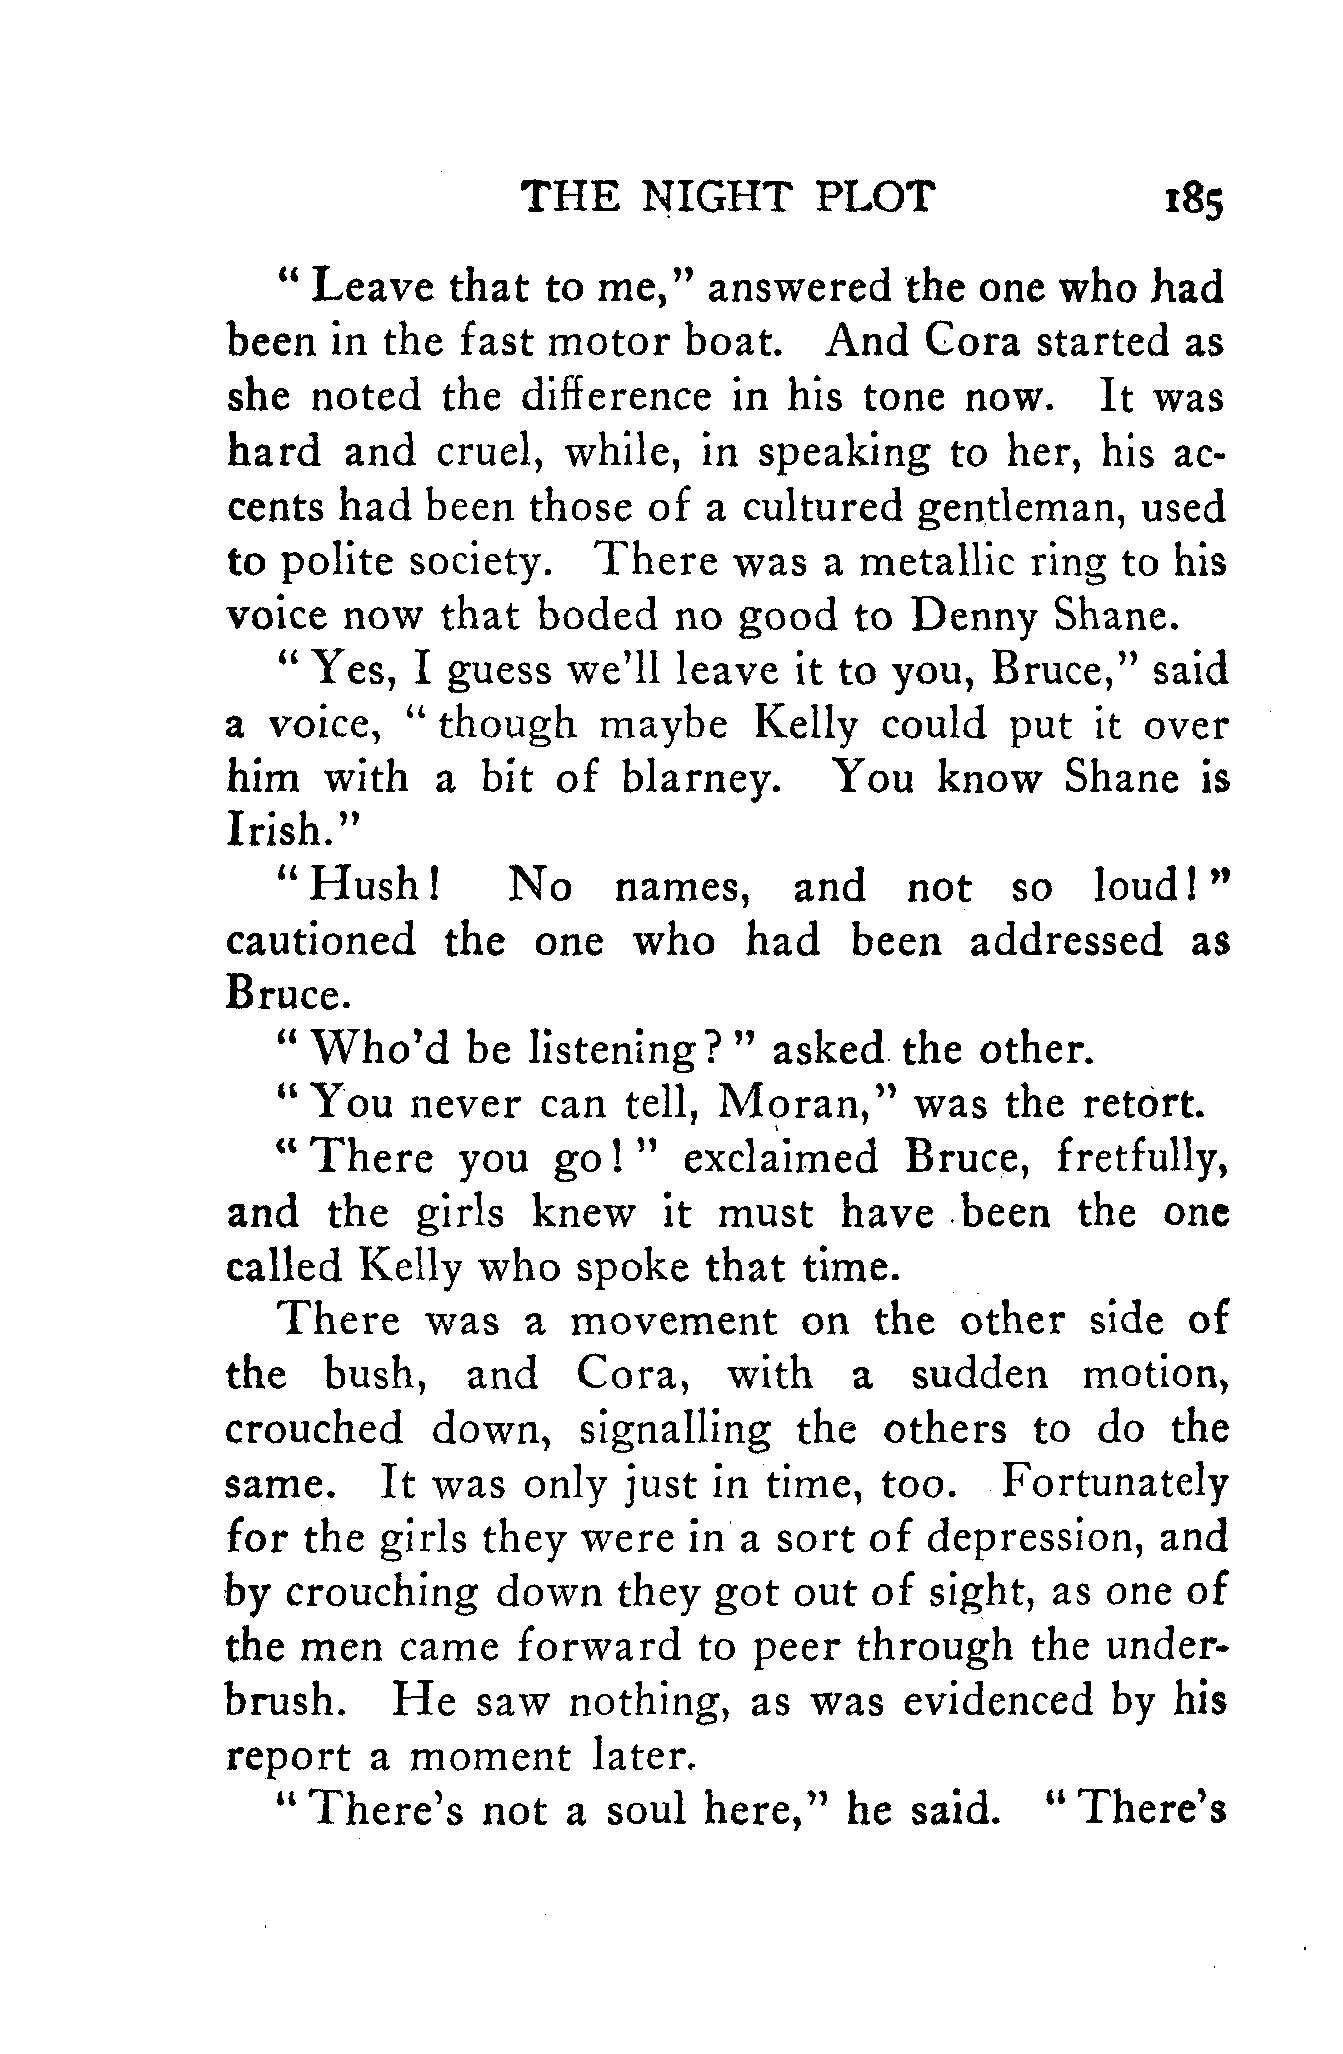 THE NIGHT PLOT 185
" Leave that to me," answered the one who had
been in the fast motor boat. And Cora started as
she noted the difference in his tone now. It was
hard and cruel, while, in speaking to her, his ac-
cents had been those of a cultured gentleman, used
to polite society. There was a metallic ring to his
voice now that boded no good to Denny Shane.
" Yes, I guess we'll leave it to you, Bruce," said
a voice, " though maybe Kelly could put it over
him with a bit of blarney. You know Shane is
Irish."
" Hush! No names, and not so loud! "
cautioned the one who had been addressed as
Bruce.
" Who'd be listening? " asked the other.
" You never can tell, Moran," was the retort.
" There you go! " exclaimed Bruce, fretfully,
and the girls knew it must have been the one
called Kelly who spoke that time.
There was a movement on the other side of
the bush, and Cora, with a sudden motion,
crouched down, signalling the others to do the
same. It was only just in time, too. Fortunately
for the girls they were in a sort of depression, and
by crouching down they got out of sight, as one of
the men came forward to peer through the under-
brush. He saw nothing, as was evidenced by his
report a moment later.
" There's not a soul here," he said. " There's